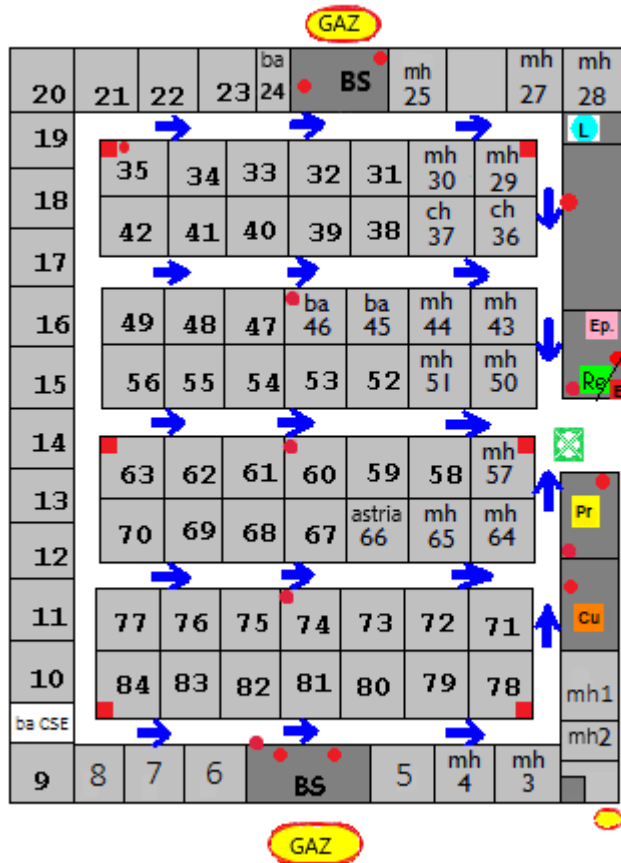 GAZ
20 21 22 23 ba 24 BS mh 25 mh 27 mh 28
19
L
35 34 33 32 31 mh 30 mh 29
18
42 41 40 39 38 ch 37 ch 36
17
16
49 48 47 ba 46 ba 45 mh 44 mh 43
Ep.
15
56 55 54 53 52 mh 51 mh 50
Re
14
63 62 61 60 59 58 mh 57
13
70 69 68 67 astria 66 mh 65 mh 64
Pr
12
11
77 76 75 74 73 72 71
Cu
10
84 83 82 81 80 79 78
mh1
ba CSE
mh2
9 8 7 6 BS 5 mh 4 mh 3
GAZ